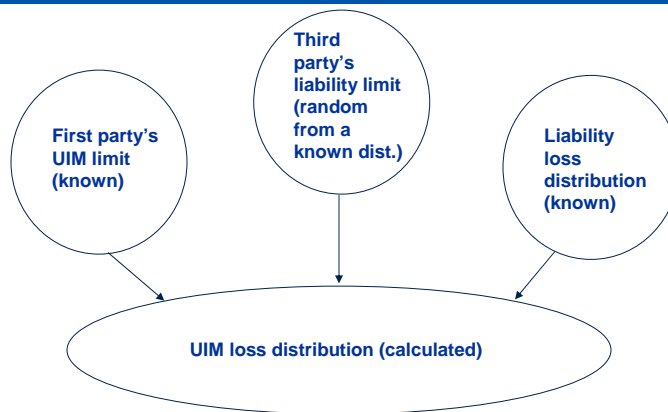 First party’s
UIM limit
(known)
Third
party’s
liability limit
(random
from a
known dist.)
Liability
loss
distribution
(known)
UIM loss distribution (calculated)